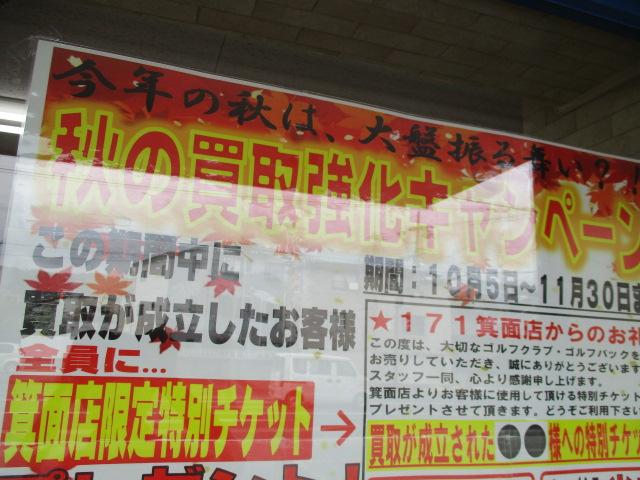 今年の秋は、大盤振る舞い?!
秋の買取強化キャンペーン
この期間中に
買取が成立したお客様
全員に...
箕面店限定特別チケット→
期間:10月5日~11月30日ま
★171箕面店からのお礼
この度は、大切なゴルフクラブ・ゴルフバックを
お売りしていただき、誠にありがとうございます
スタッフ一同、心より感謝申し上げます。
箕面店よりお客様に使用して頂ける特別チケット
プレゼントさせて頂きます。どうぞご利用下さ
買取が成立された●●様への特別チケ